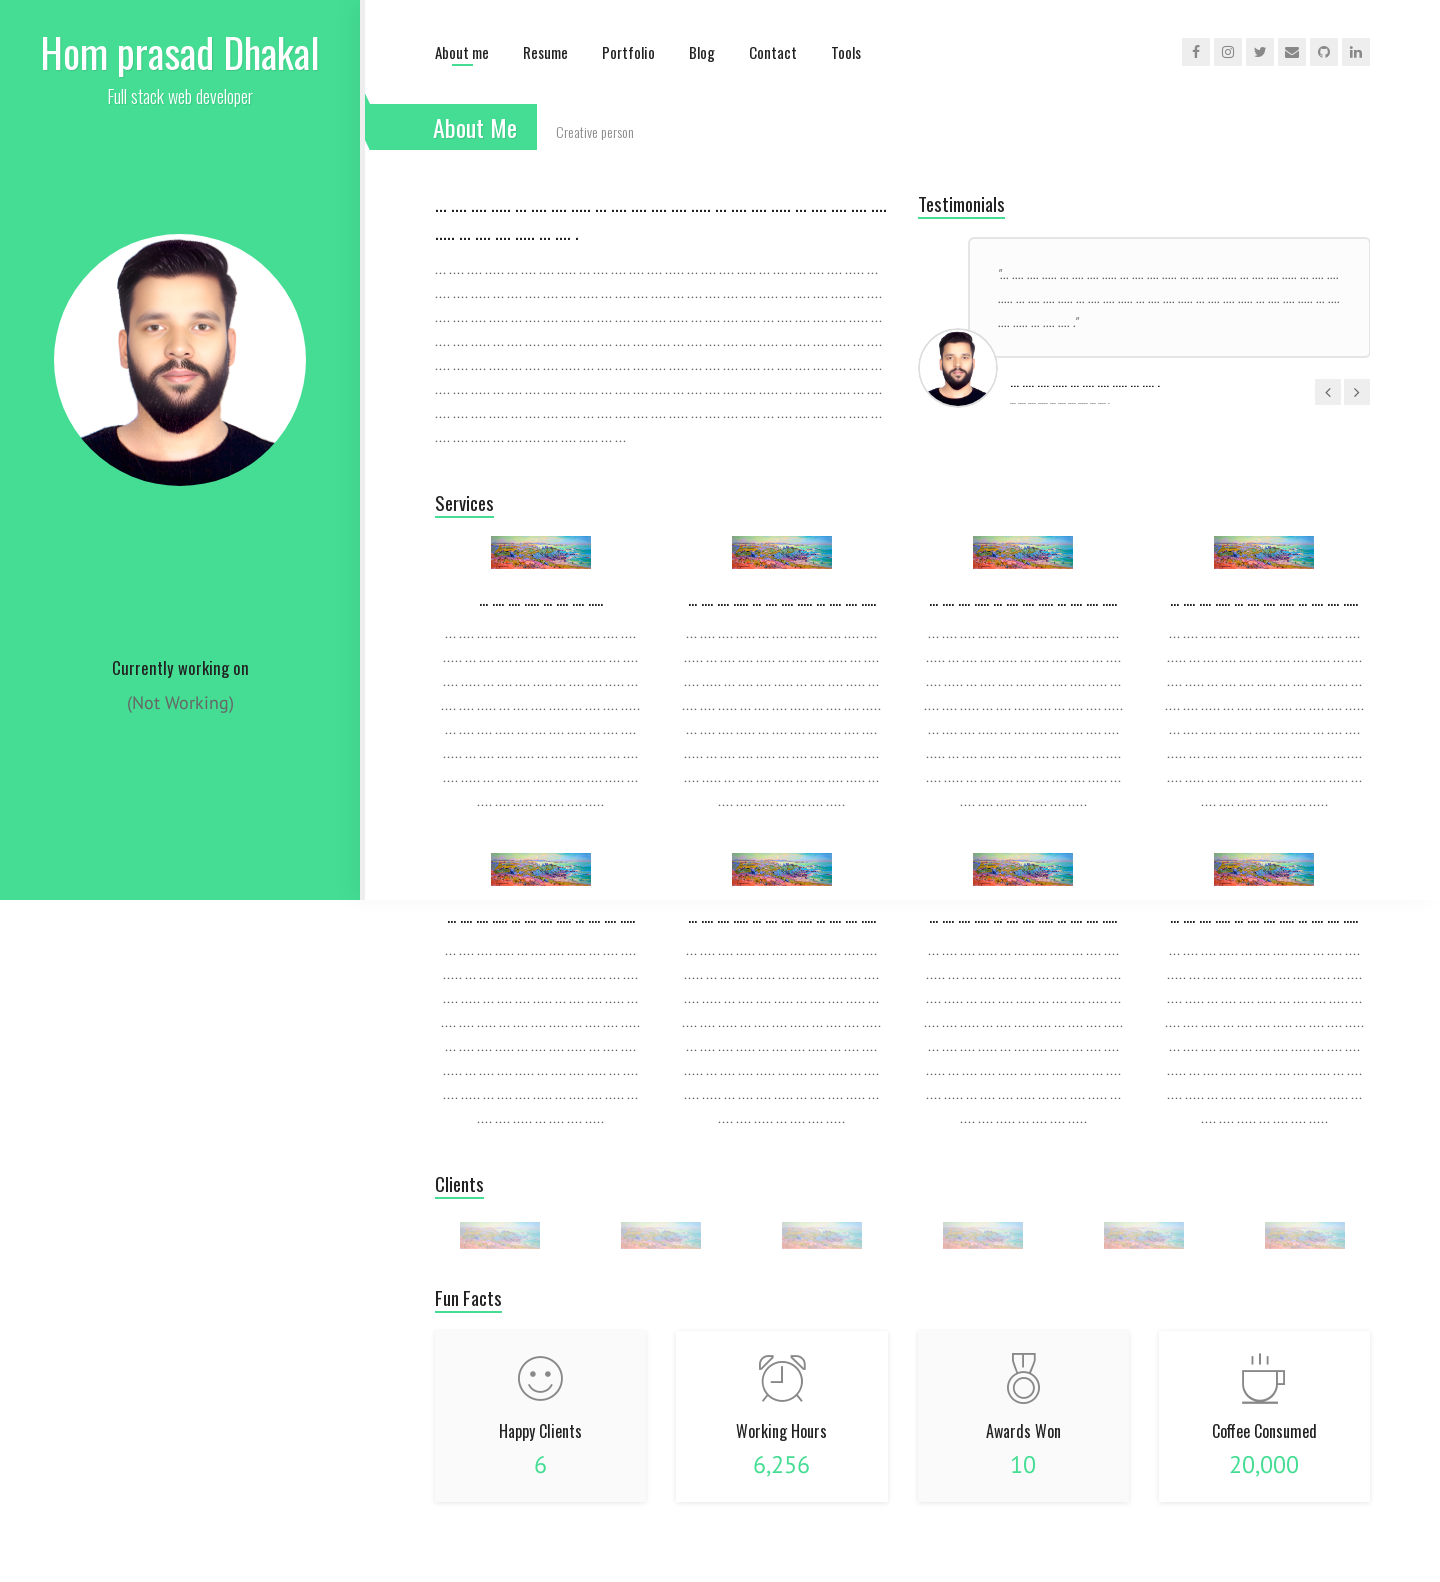 Hom prasad Dhakal
Full stack web developer
Currently working on
(Not Working)
About me Resume Portfolio Blog Contact Tools
About Me
Creative person
Testimonials
Services
Clients
Fun Facts
Happy Clients
6
Working Hours
6,256
Awards Won
10
Coffee Consumed
20,000